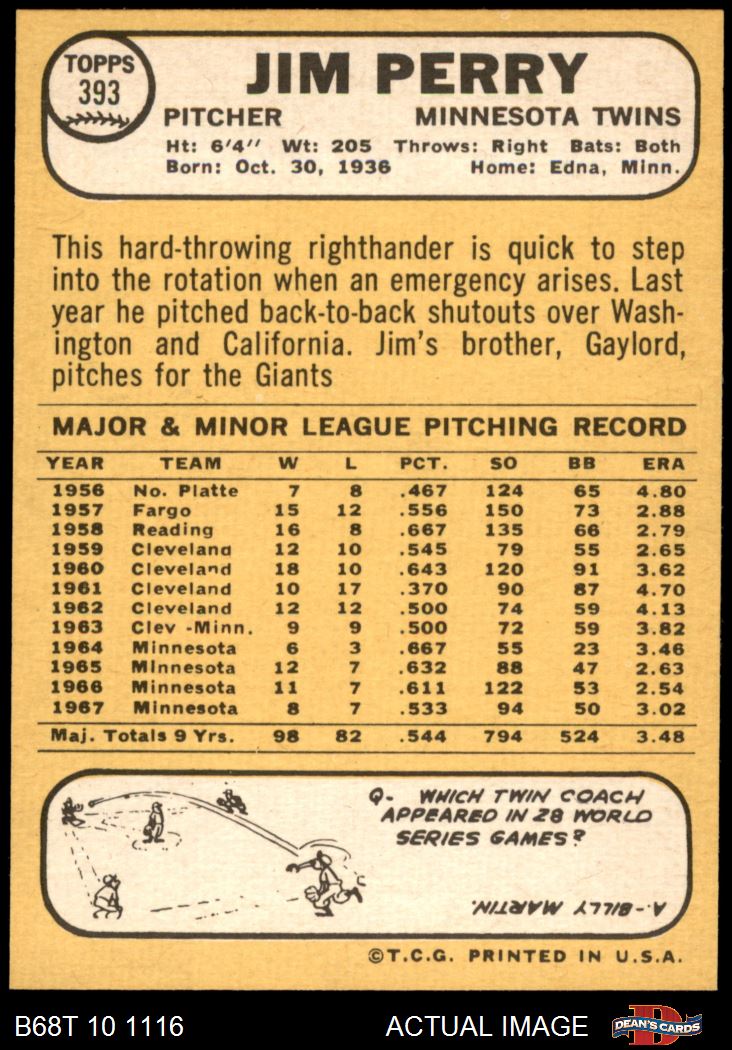 TOPPS
393
JIM PERRY
PITCHER MINNESOTA TWINS
Ht: 6'4" Wt: 205 Throws: Right Bats: Both
Born: Oct. 30, 1936 Home: Edna, Minn.
This hard-throwing righthander is quick to step
into the rotation when an emergency arises. Last
year he pitched back-to-back shutouts over Wash-
ington and California. Jim's brother, Gaylord,
pitches for the Giants
MAJOR & MINOR LEAGUE PITCHING RECORD
YEAR TEAM W L PCT. SO BB ERA
1956 No. Platte 7 8 .467 124 65 4.80
1957 Fargo 15 12 .556 150 73 2.88
1958 Reading 16 8 .667 135 66 2.79
1959 Cleveland 12 10 .545 79 55 2.65
1960 Cleveland 18 10 .643 120 91 3.62
1961 Cleveland 10 17 .370 90 87 4.70
1962 Cleveland 12 12 .500 74 59 4.13
1963 Clev -Minn. 9 9 .500 72 59 3.82
1964 Minnesota 6 3 .667 55 23 3.46
1965 Minnesota 12 7 .632 88 47 2.63
1966 Minnesota 11 7 .611 122 53 2.54
1967 Minnesota 8 7 .533 94 50 3.02
Maj. Totals 9 Yrs. 98 82 .544 794 524 3.48
Q- WHICH TWIN COACH
APPEARED IN 28 WORLD
SERIES GAMES?
A-BILLY MARTIN.
©T.C.G. PRINTED IN U.S.A.
B68T 10 1116 ACTUAL IMAGE
D
DEAN'S CARDS